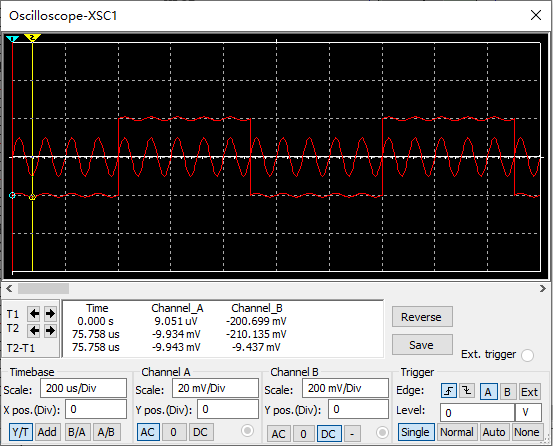 Oscilloscope-XSC1
1 2
T1
T2
T2-T1
Time Channel_A Channel_B
0.000 s 9.051 uV -200.699 mV
75.758 us -9.934 mV -210.135 mV
75.758 us -9.943 mV -9.437 mV
Reverse
Save
Ext. trigger
Timebase
Scale: 200 us/Div
X pos.(Div): 0
Y/T Add B/A A/B
Channel A
Scale: 20 mV/Div
Y pos.(Div): 0
AC 0 DC
Channel B
Scale: 200 mV/Div
Y pos.(Div): 0
AC 0 DC -
Trigger
Edge: A B Ext
Level: 0 V
Single Normal Auto None